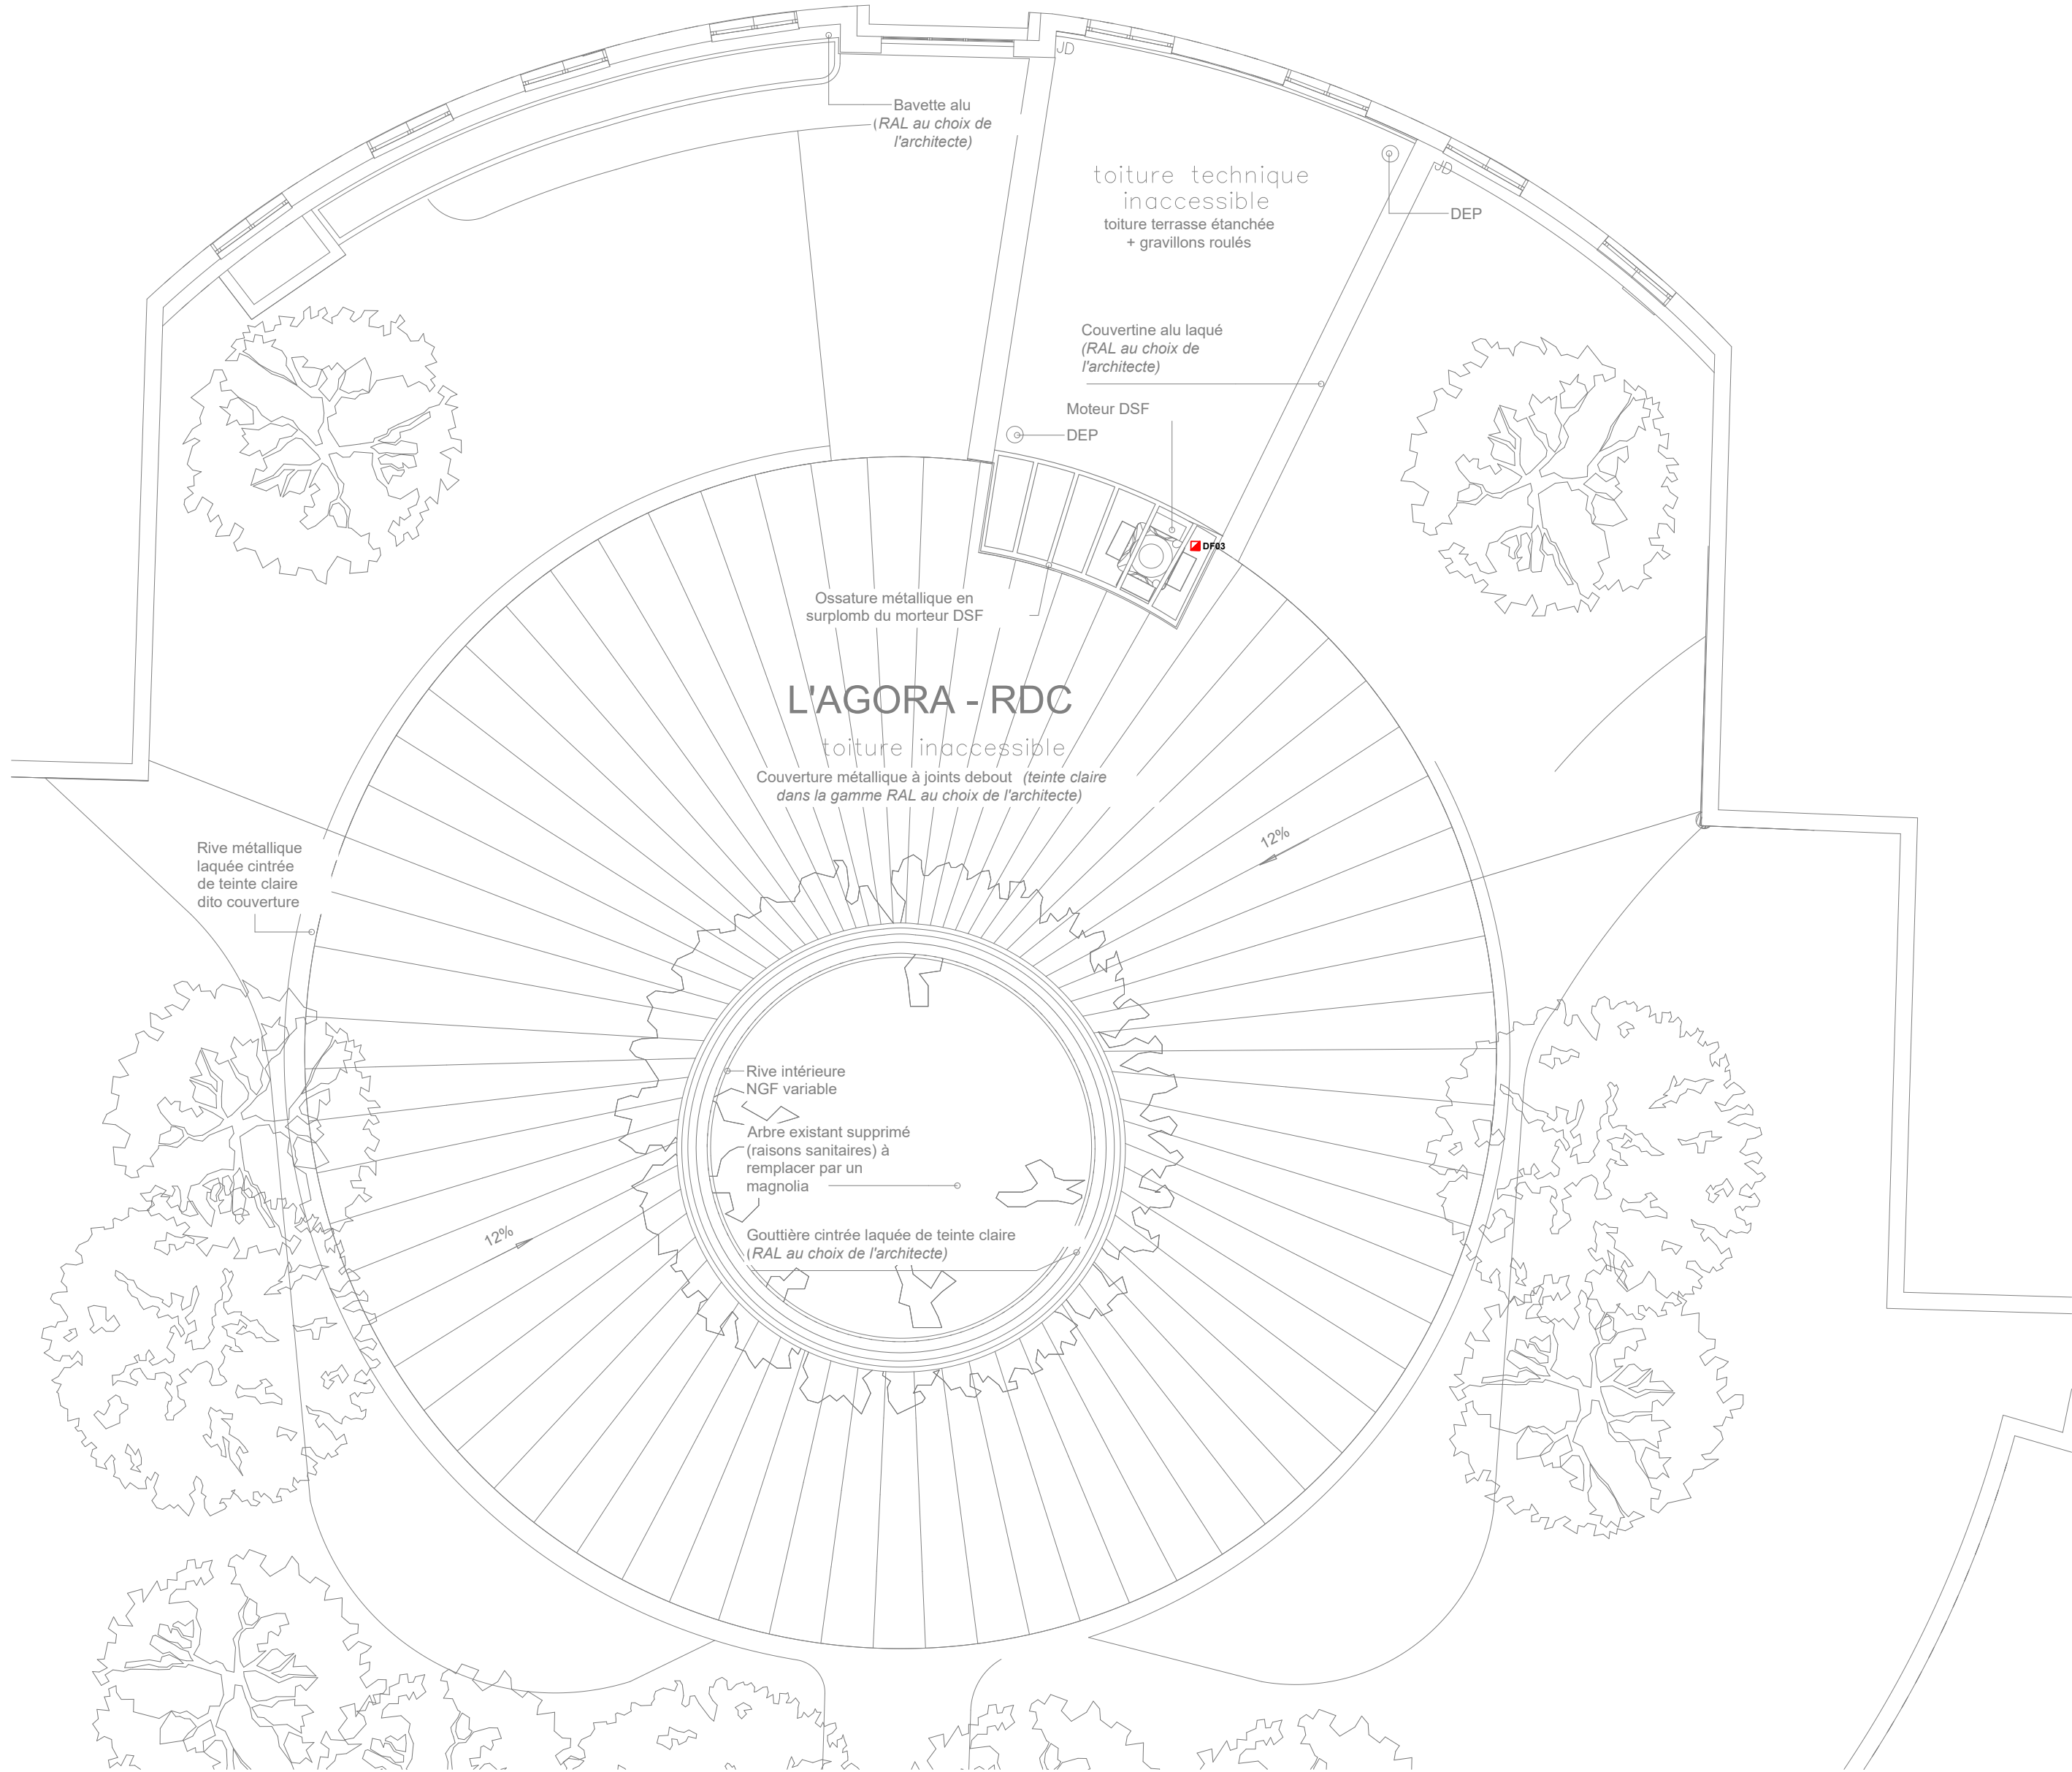 JD
Bavette alu
(RAL au choix de
l'architecte)
toiture technique
inaccessible
toiture terrasse étanchée
+ gravillons roulés
JD
DEP
Couvertine alu laqué
(RAL au choix de
l'architecte)
Moteur DSF
DEP
DF03
Ossature métallique en
surplomb du morteur DSF
L'AGORA - RDC
toiture inaccessible
Couverture métallique à joints debout (teinte claire
dans la gamme RAL au choix de l'architecte)
12%
Rive métallique
laquée cintrée
de teinte claire
dito couverture
Rive intérieure
NGF variable
Arbre existant supprimé
(raisons sanitaires) à
remplacer par un
magnolia
12%
Gouttière cintrée laquée de teinte claire
(RAL au choix de l'architecte)